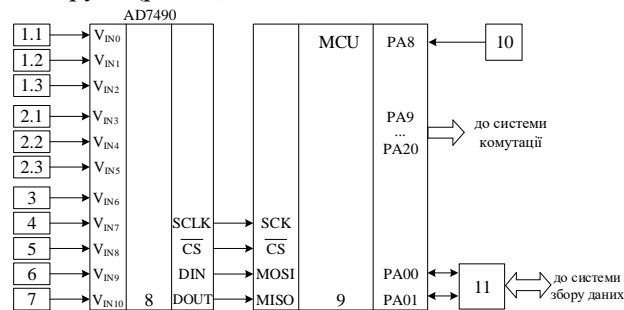 AD7490
1.1 V_IN0 MCU PA8 10
1.2 V_IN1
1.3 V_IN2
2.1 V_IN3 PA9
2.2 V_IN4 ... до системи
2.3 V_IN5 PA20 комутації
3 V_IN6
4 V_IN7 SCLK SCK
5 V_IN8 CS CS
6 V_IN9 DIN MOSI PA00 до системи
7 V_IN10 8 DOUT MISO 9 PA01 11 збору даних